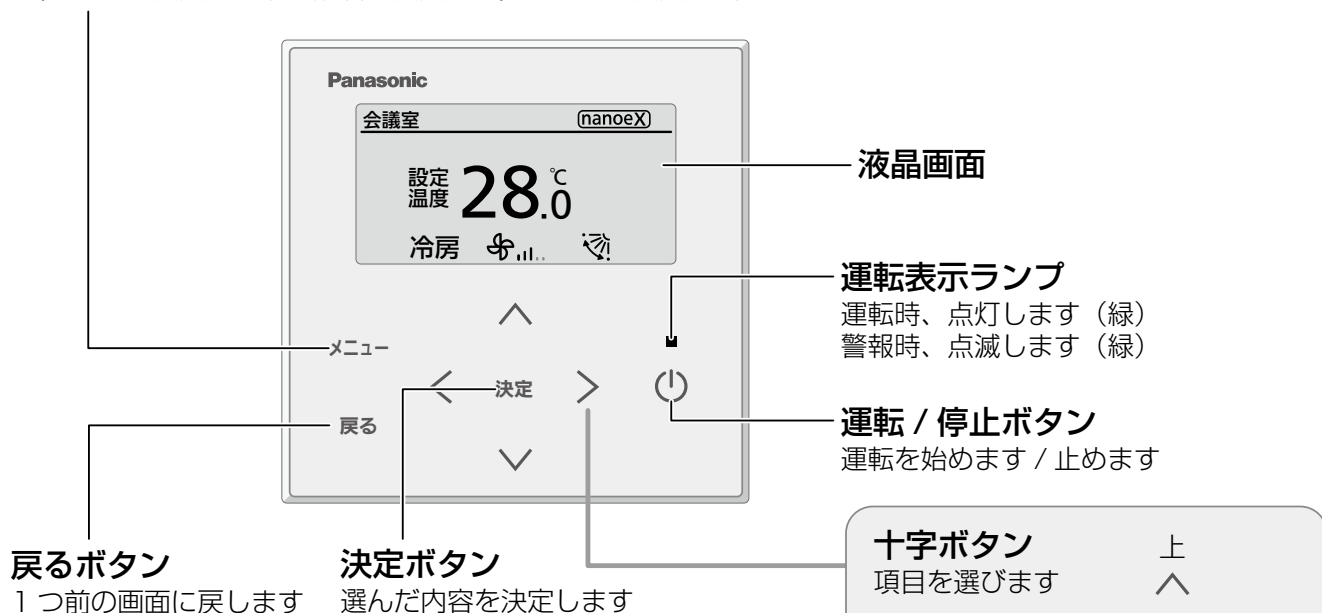 Panasonic
会議室 nanoeX
設定
温度 28.0℃
冷房
メニュー
決定
戻る
液晶画面
運転表示ランプ
運転時、点灯します（緑）
警報時、点滅します（緑）
運転 / 停止ボタン
運転を始めます / 止めます
戻るボタン
1 つ前の画面に戻します
決定ボタン
選んだ内容を決定します
十字ボタン
項目を選びます
上